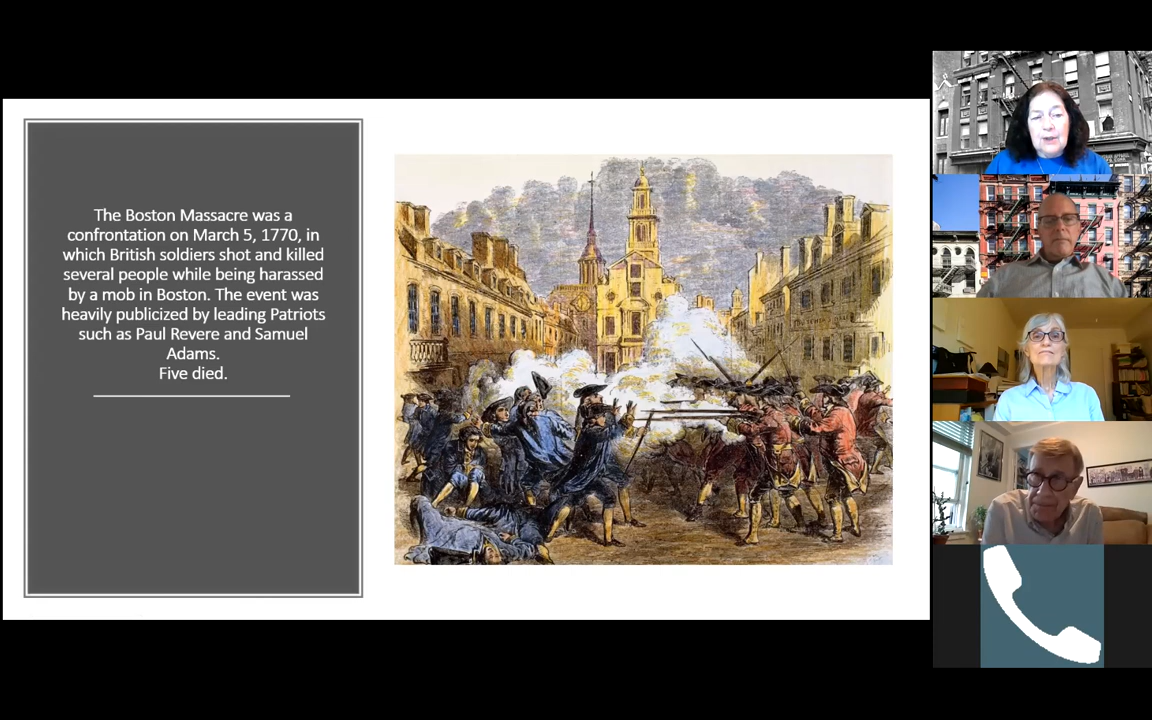 The Boston Massacre was a
confrontation on March 5, 1770, in
which British soldiers shot and killed
several people while being harassed
by a mob in Boston. The event was
heavily publicized by leading Patriots
such as Paul Revere and Samuel
Adams.
Five died.